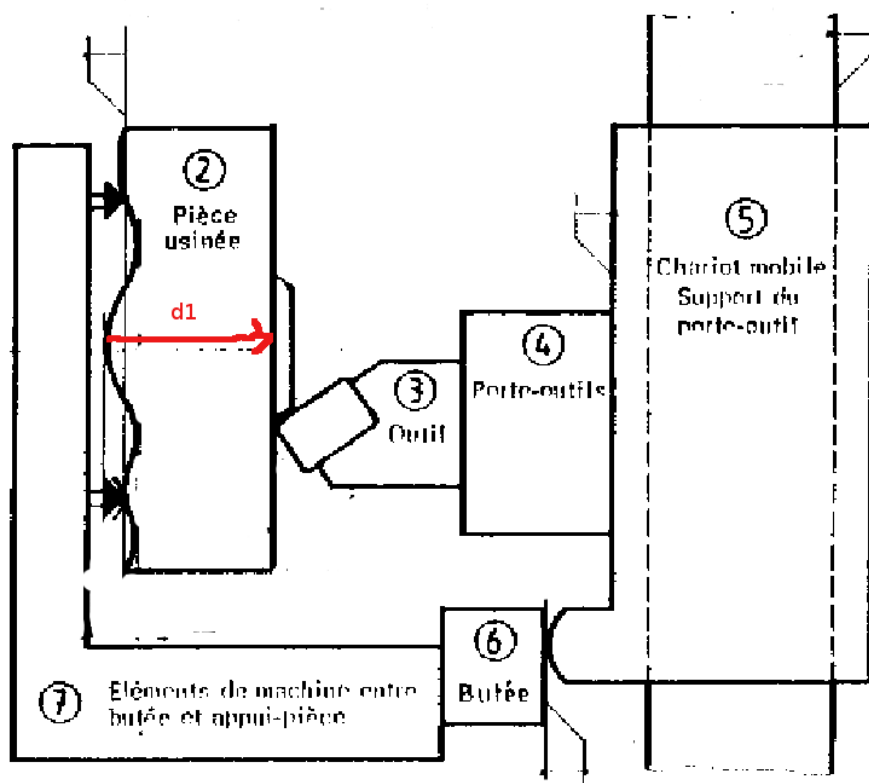 2
Pièce
usinée
d1
3
Outil
4
Porte-outils
5
Chariot mobile
Support du
porte-outil
6
Butée
7
Eléments de machine entre
butée et appui-pièce